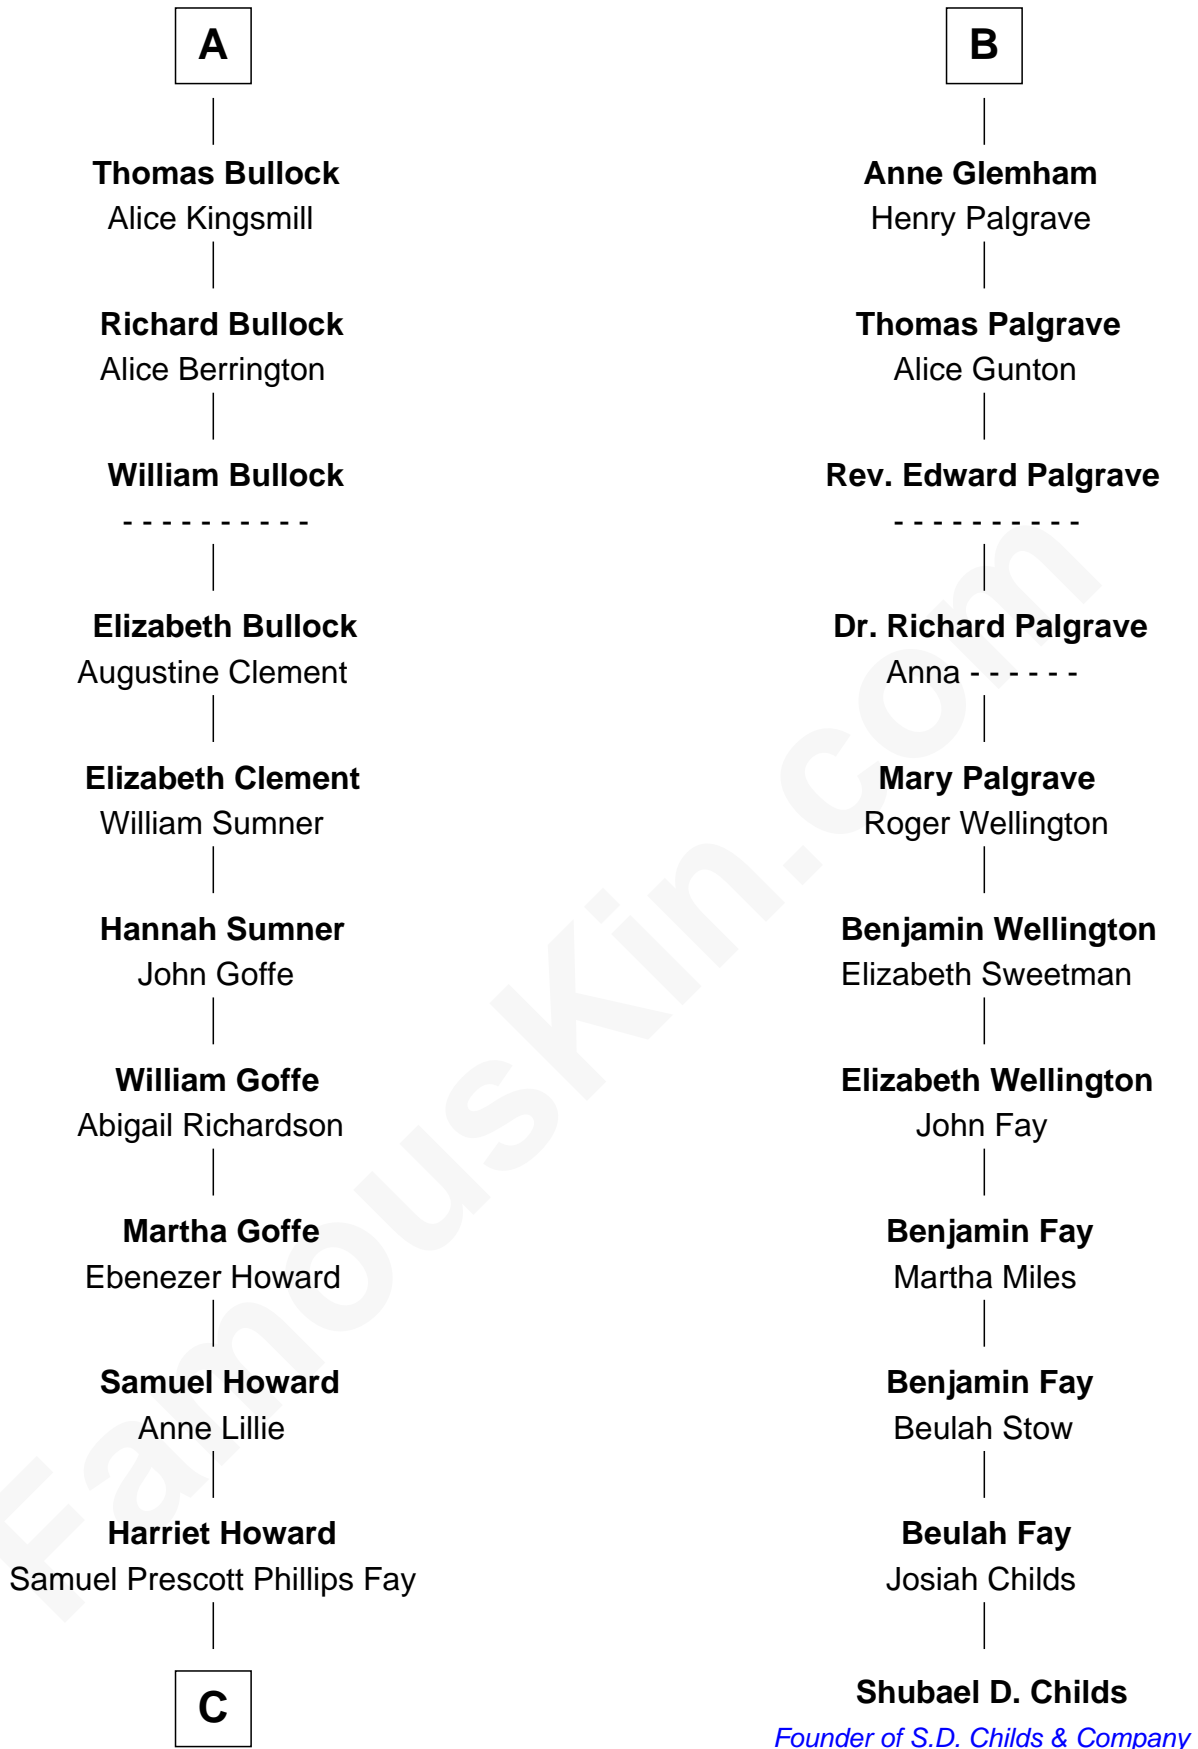 A
Thomas Bullock
Alice Kingsmill
Richard Bullock
Alice Berrington
William Bullock
- - - - - - - - - -
Elizabeth Bullock
Augustine Clement
Elizabeth Clement
William Sumner
Hannah Sumner
John Goffe
William Goffe
Abigail Richardson
Martha Goffe
Ebenezer Howard
Samuel Howard
Anne Lillie
Harriet Howard
Samuel Prescott Phillips Fay
C
B
Anne Glemham
Henry Palgrave
Thomas Palgrave
Alice Gunton
Rev. Edward Palgrave
- - - - - - - - - -
Dr. Richard Palgrave
Anna - - - - - -
Mary Palgrave
Roger Wellington
Benjamin Wellington
Elizabeth Sweetman
Elizabeth Wellington
John Fay
Benjamin Fay
Martha Miles
Benjamin Fay
Beulah Stow
Beulah Fay
Josiah Childs
Shubael D. Childs
Founder of S.D. Childs & Company
FamousKin.com